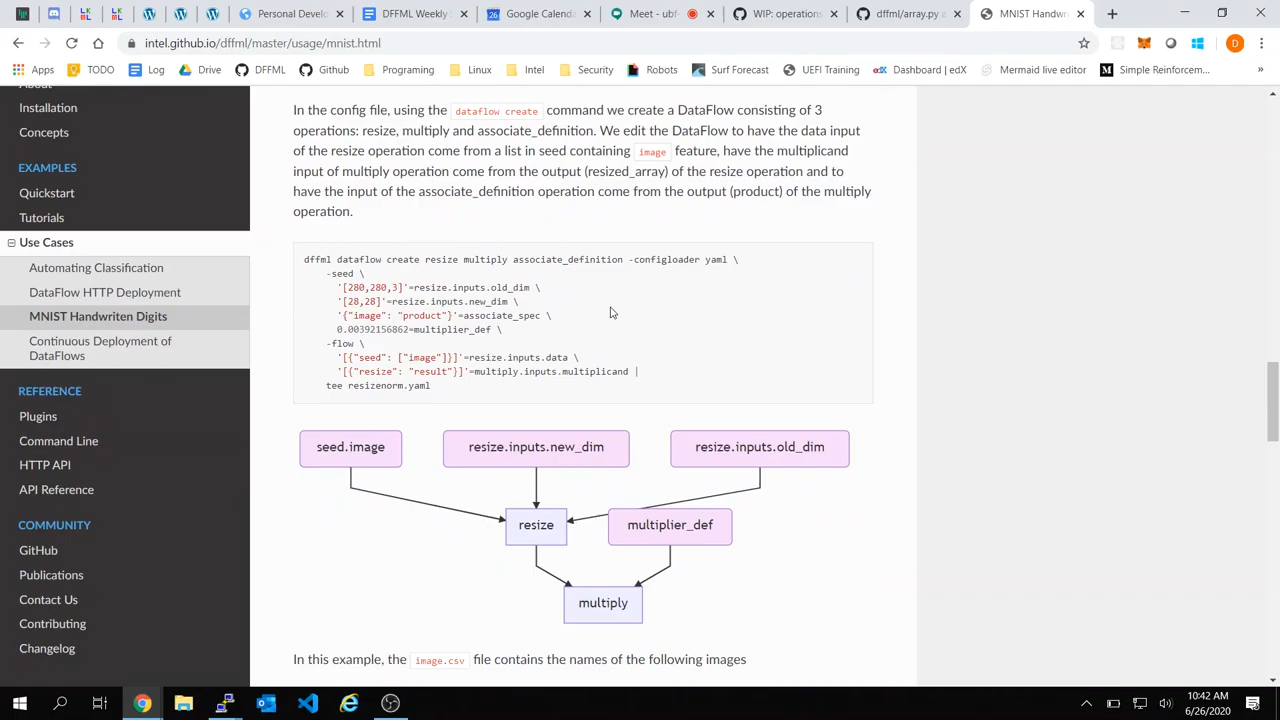 Personal Develo
DFFML Weekly
Google Calenda
Meet - ubf-
WIP: operations
dffml/array.py a
MNIST Handwri
intel.github.io/dffml/master/usage/mnist.html
Apps
TODO
Log
Drive
DFFML
Github
Programing
Linux
Intel
Security
Robots
Surf Forecast
UEFI Training
Dashboard | edX
Mermaid live editor
Simple Reinforcem...
About
Installation
Concepts
EXAMPLES
Quickstart
Tutorials
Use Cases
Automating Classification
DataFlow HTTP Deployment
MNIST Handwriten Digits
Continuous Deployment of
DataFlows
REFERENCE
Plugins
Command Line
HTTP API
API Reference
COMMUNITY
GitHub
Publications
Contact Us
Contributing
Changelog
In the config file, using the dataflow create command we create a DataFlow consisting of 3
operations: resize, multiply and associate_definition. We edit the DataFlow to have the data input
of the resize operation come from a list in seed containing image feature, have the multiplicand
input of multiply operation come from the output (resized_array) of the resize operation and to
have the input of the associate_definition operation come from the output (product) of the multiply
operation.
dffml dataflow create resize multiply associate_definition -configloader yaml \
-seed \
'[280,280,3]'=resize.inputs.old_dim \
'[28,28]'=resize.inputs.new_dim \
'{"image": "product"}'=associate_spec \
0.00392156862=multiplier_def \
-flow \
'[{"seed": ["image"]}]'=resize.inputs.data \
'[{"resize": "result"}]'=multiply.inputs.multiplicand |
tee resizenorm.yaml
seed.image
resize.inputs.new_dim
resize.inputs.old_dim
resize
multiplier_def
multiply
In this example, the image.csv file contains the names of the following images
10:42 AM
6/26/2020